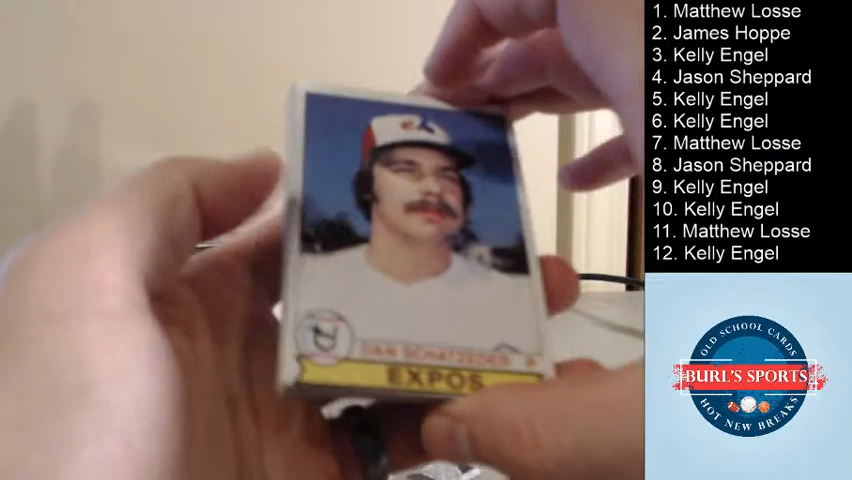 1. Matthew Losse
2. James Hoppe
3. Kelly Engel
4. Jason Sheppard
5. Kelly Engel
6. Kelly Engel
7. Matthew Losse
8. Jason Sheppard
9. Kelly Engel
10. Kelly Engel
11. Matthew Losse
12. Kelly Engel
DAN SCHATZEDER P
EXPOS
OLD SCHOOL CARDS
BURL'S SPORTS
HOT NEW BREAKS